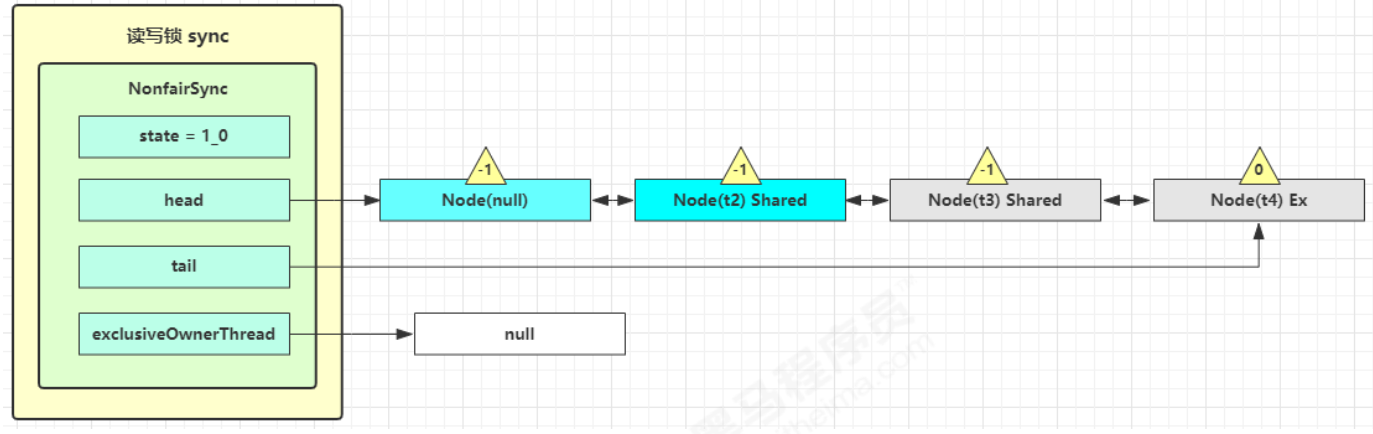 读写锁 sync
NonfairSync
state = 1_0
head
tail
exclusiveOwnerThread
-1
Node(null)
-1
Node(t2) Shared
-1
Node(t3) Shared
0
Node(t4) Ex
null
黑马程序员
itheima.com